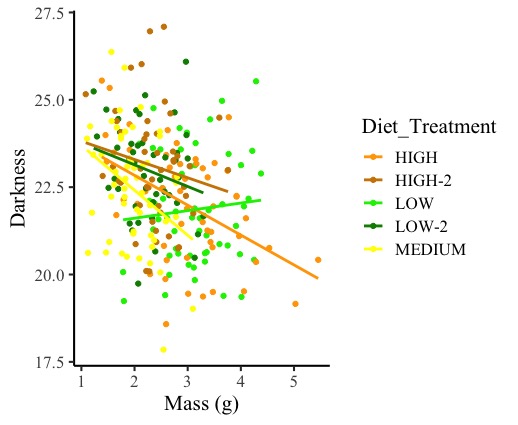 27.5
25.0
22.5
20.0
17.5
Darkness
1 2 3 4 5
Mass (g)
Diet_Treatment
HIGH
HIGH-2
LOW
LOW-2
MEDIUM